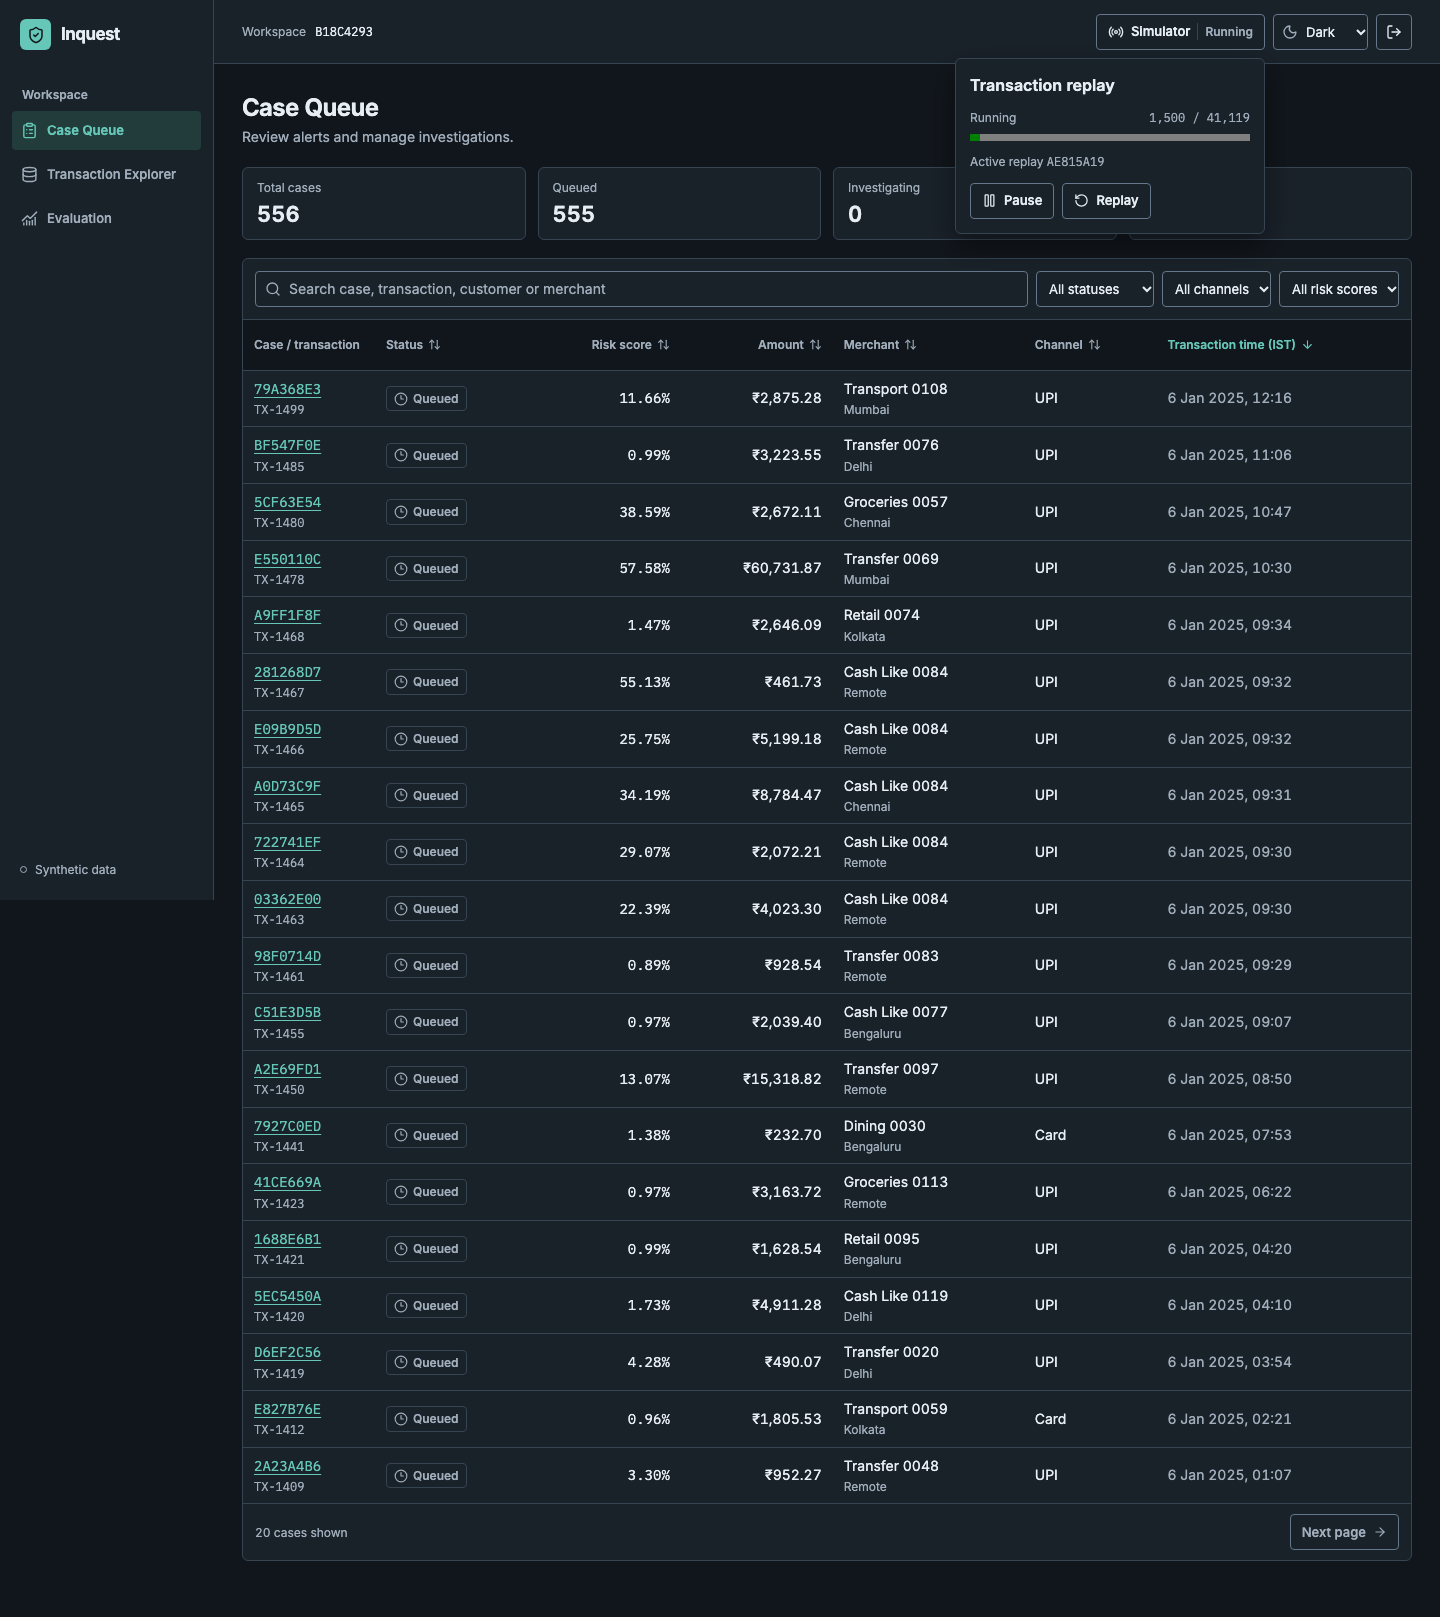 Inquest
Workspace B18C4293
Simulator Running
Dark
Workspace
Case Queue
Transaction Explorer
Evaluation
Synthetic data
Transaction replay
Running 1,500 / 41,119
Active replay AE815A19
Pause Replay
Case Queue
Review alerts and manage investigations.
Total cases
556
Queued
555
Investigating
0
Search case, transaction, customer or merchant
All statuses All channels All risk scores
Case / transaction Status Risk score Amount Merchant Channel Transaction time (IST)
79A368E3 Queued 11.66% ₹2,875.28 Transport 0108 UPI 6 Jan 2025, 12:16
TX-1499 Mumbai
BF547F0E Queued 0.99% ₹3,223.55 Transfer 0076 UPI 6 Jan 2025, 11:06
TX-1485 Delhi
5CF63E54 Queued 38.59% ₹2,672.11 Groceries 0057 UPI 6 Jan 2025, 10:47
TX-1480 Chennai
E550110C Queued 57.58% ₹60,731.87 Transfer 0069 UPI 6 Jan 2025, 10:30
TX-1478 Mumbai
A9FF1F8F Queued 1.47% ₹2,646.09 Retail 0074 UPI 6 Jan 2025, 09:34
TX-1468 Kolkata
281268D7 Queued 55.13% ₹461.73 Cash Like 0084 UPI 6 Jan 2025, 09:32
TX-1467 Remote
E09B9D5D Queued 25.75% ₹5,199.18 Cash Like 0084 UPI 6 Jan 2025, 09:32
TX-1466 Remote
A0D73C9F Queued 34.19% ₹8,784.47 Cash Like 0084 UPI 6 Jan 2025, 09:31
TX-1465 Chennai
722741EF Queued 29.07% ₹2,072.21 Cash Like 0084 UPI 6 Jan 2025, 09:30
TX-1464 Remote
03362E00 Queued 22.39% ₹4,023.30 Cash Like 0084 UPI 6 Jan 2025, 09:30
TX-1463 Remote
98F0714D Queued 0.89% ₹928.54 Transfer 0083 UPI 6 Jan 2025, 09:29
TX-1461 Remote
C51E3D5B Queued 0.97% ₹2,039.40 Cash Like 0077 UPI 6 Jan 2025, 09:07
TX-1455 Bengaluru
A2E69FD1 Queued 13.07% ₹15,318.82 Transfer 0097 UPI 6 Jan 2025, 08:50
TX-1450 Remote
7927C0ED Queued 1.38% ₹232.70 Dining 0030 Card 6 Jan 2025, 07:53
TX-1441 Bengaluru
41CE669A Queued 0.97% ₹3,163.72 Groceries 0113 UPI 6 Jan 2025, 06:22
TX-1423 Remote
1688E6B1 Queued 0.99% ₹1,628.54 Retail 0095 UPI 6 Jan 2025, 04:20
TX-1421 Bengaluru
5EC5450A Queued 1.73% ₹4,911.28 Cash Like 0119 UPI 6 Jan 2025, 04:10
TX-1420 Delhi
D6EF2C56 Queued 4.28% ₹490.07 Transfer 0020 UPI 6 Jan 2025, 03:54
TX-1419 Delhi
E827B76E Queued 0.96% ₹1,805.53 Transport 0059 Card 6 Jan 2025, 02:21
TX-1412 Kolkata
2A23A4B6 Queued 3.30% ₹952.27 Transfer 0048 UPI 6 Jan 2025, 01:07
TX-1409 Remote
20 cases shown Next page